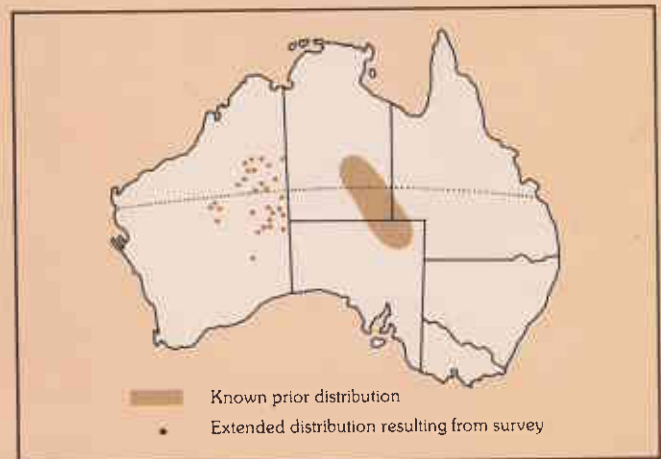 Known prior distribution
Extended distribution resulting from survey